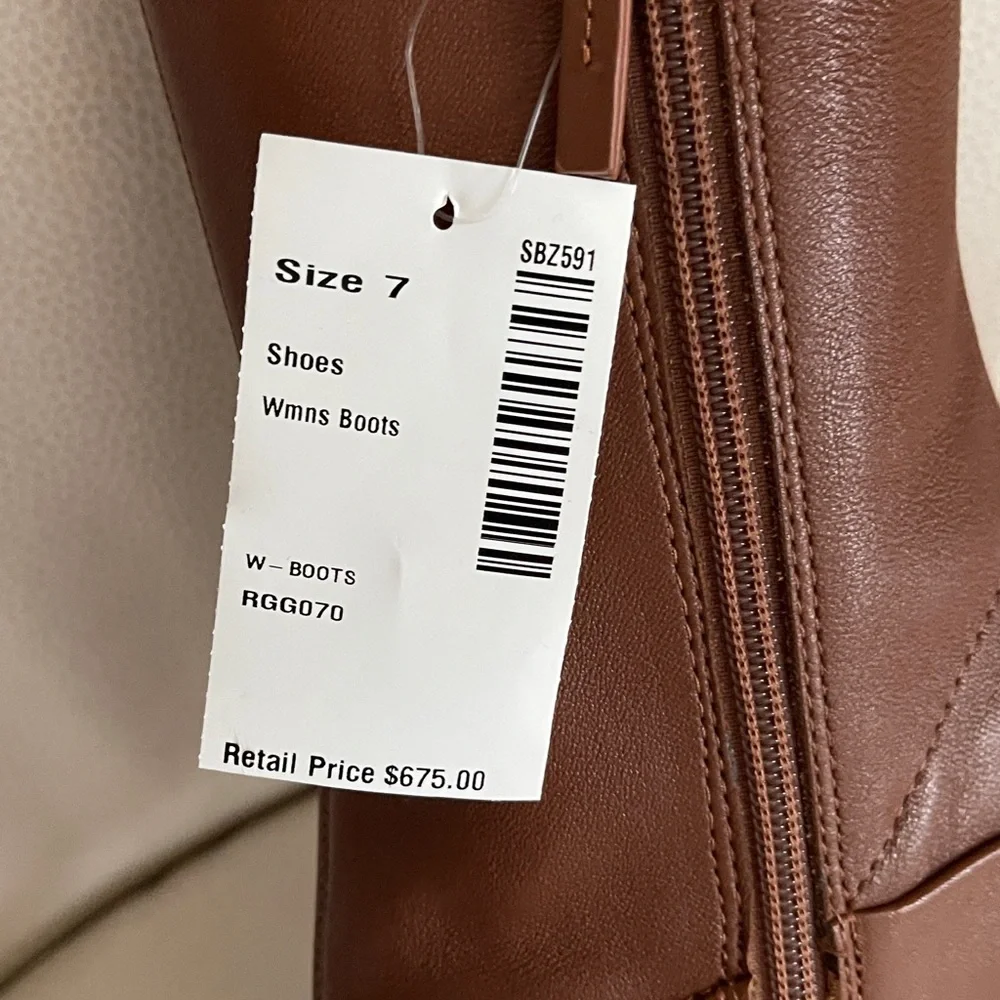 SBZ591
Size 7
Shoes
Wmns Boots
W-BOOTS
RGG070
Retail Price $675.00